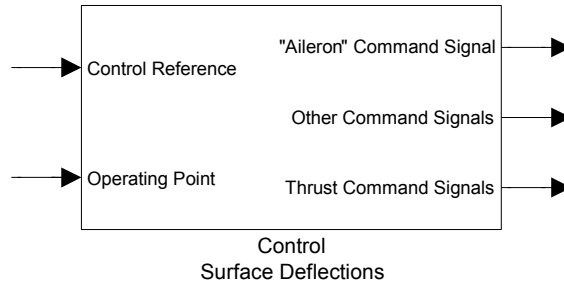 "Aileron" Command Signal
Control Reference
Other Command Signals
Operating Point
Thrust Command Signals
Control
Surface Deflections